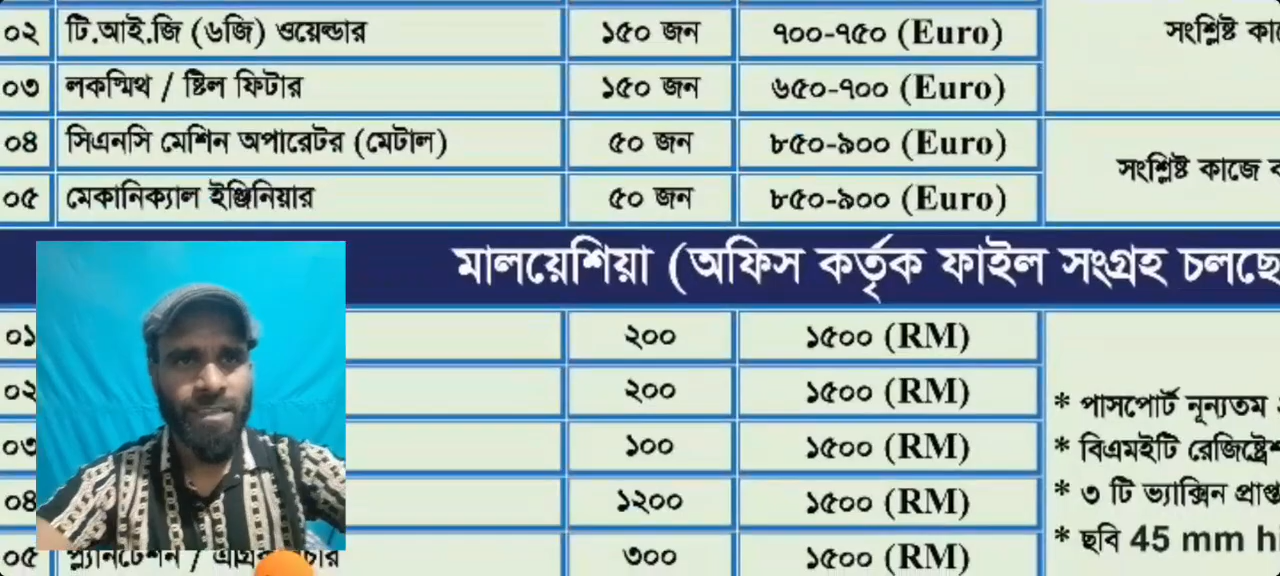 ০২ টি.আই.জি (৬জি) ওয়েল্ডার ১৫০ জন ৭০০-৭৫০ (Euro) সংশ্লিষ্ট
০৩ লকস্মিথ / ষ্টিল ফিটার ১৫০ জন ৬৫০-৭০০ (Euro)
০৪ সিএনসি মেশিন অপারেটর (মেটাল) ৫০ জন ৮৫০-৯০০ (Euro)
সংশ্লিষ্ট কাজে
০৫ মেকানিক্যাল ইঞ্জিনিয়ার ৫০ জন ৮৫০-৯০০ (Euro)
মালয়েশিয়া (অফিস কর্তৃক ফাইল সংগ্রহ চলছে
০১ ২০০ ১৫০০ (RM)
০২ ২০০ ১৫০০ (RM)
* পাসপোর্ট নূন্যতম
০৩ ১০০ ১৫০০ (RM)
* বিএমইটি রেজিষ্ট্রেশ
০৪ ১২০০ ১৫০০ (RM)
* ৩ টি ভ্যাক্সিন প্রাপ্ত
* ছবি 45 mm
০৫ প্ল্যানটেশন / ৩০০ ১৫০০ (RM)